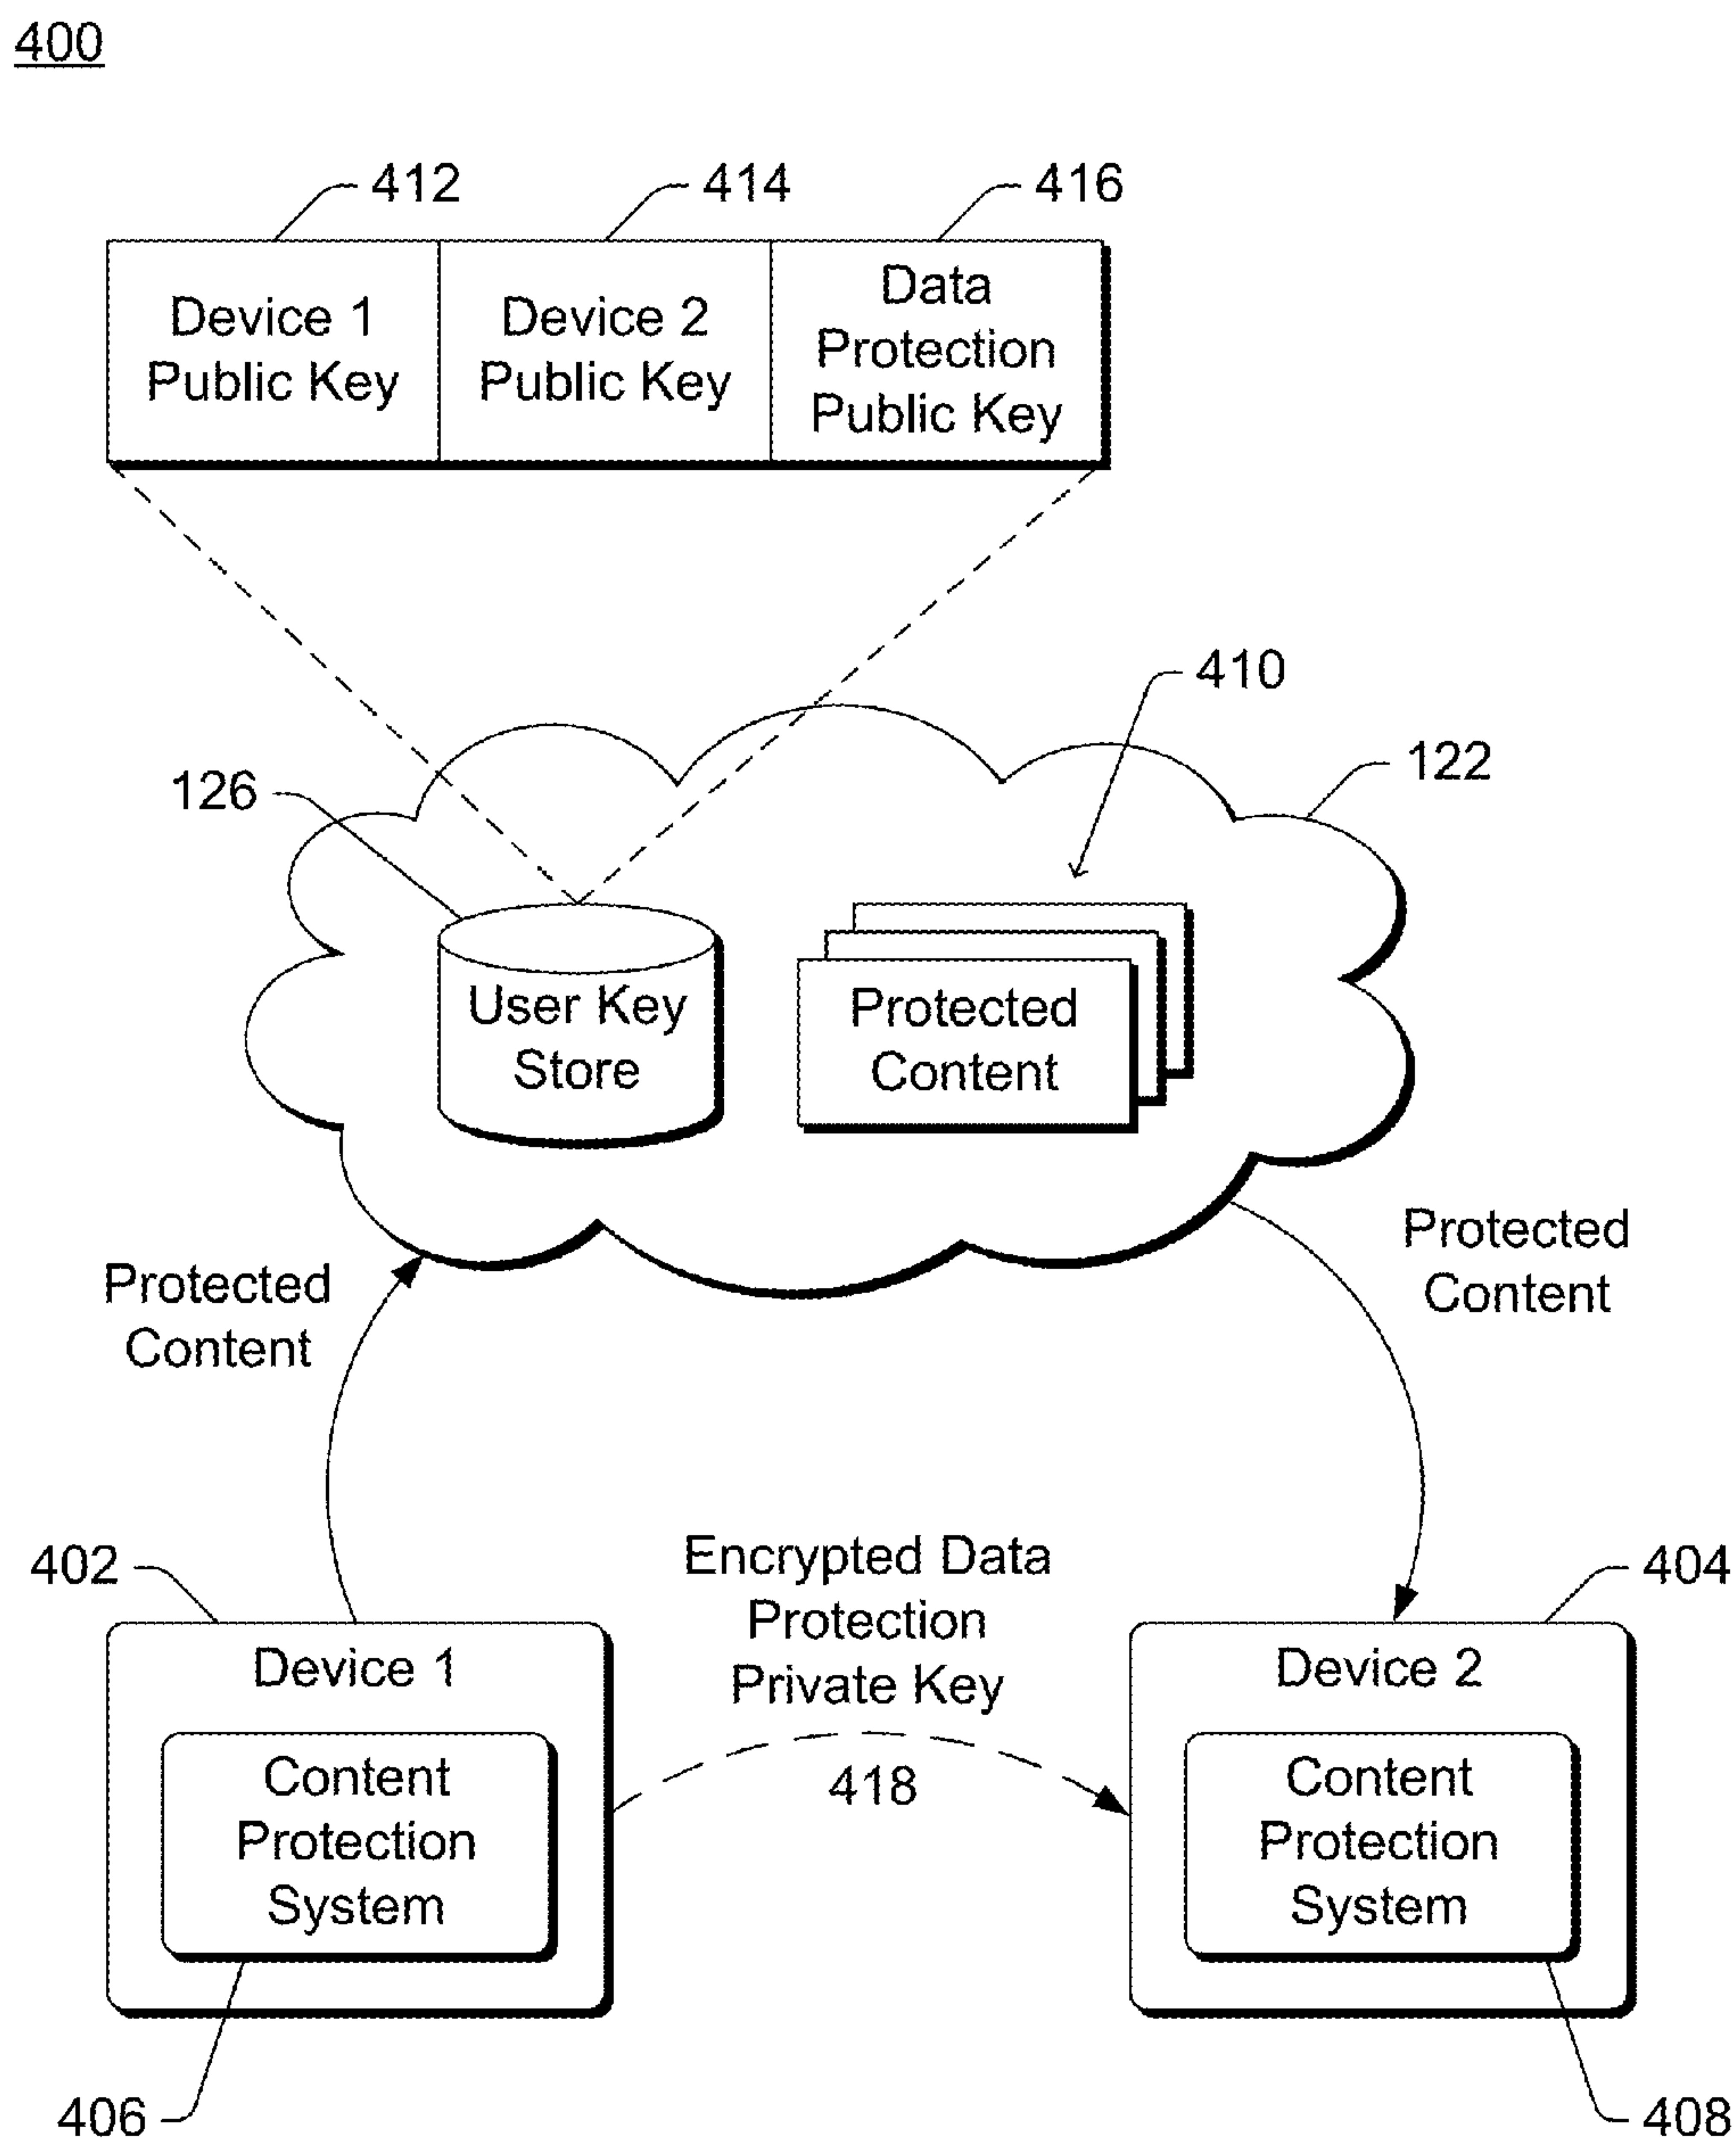 400
412
414
416
Device 1
Public Key
Device 2
Public Key
Data
Protection
Public Key
410
122
126
User Key
Store
Protected
Content
Protected
Content
Protected
Content
402
Encrypted Data
Protection
Private Key
418
404
Device 1
Content
Protection
System
Device 2
Content
Protection
System
406
408